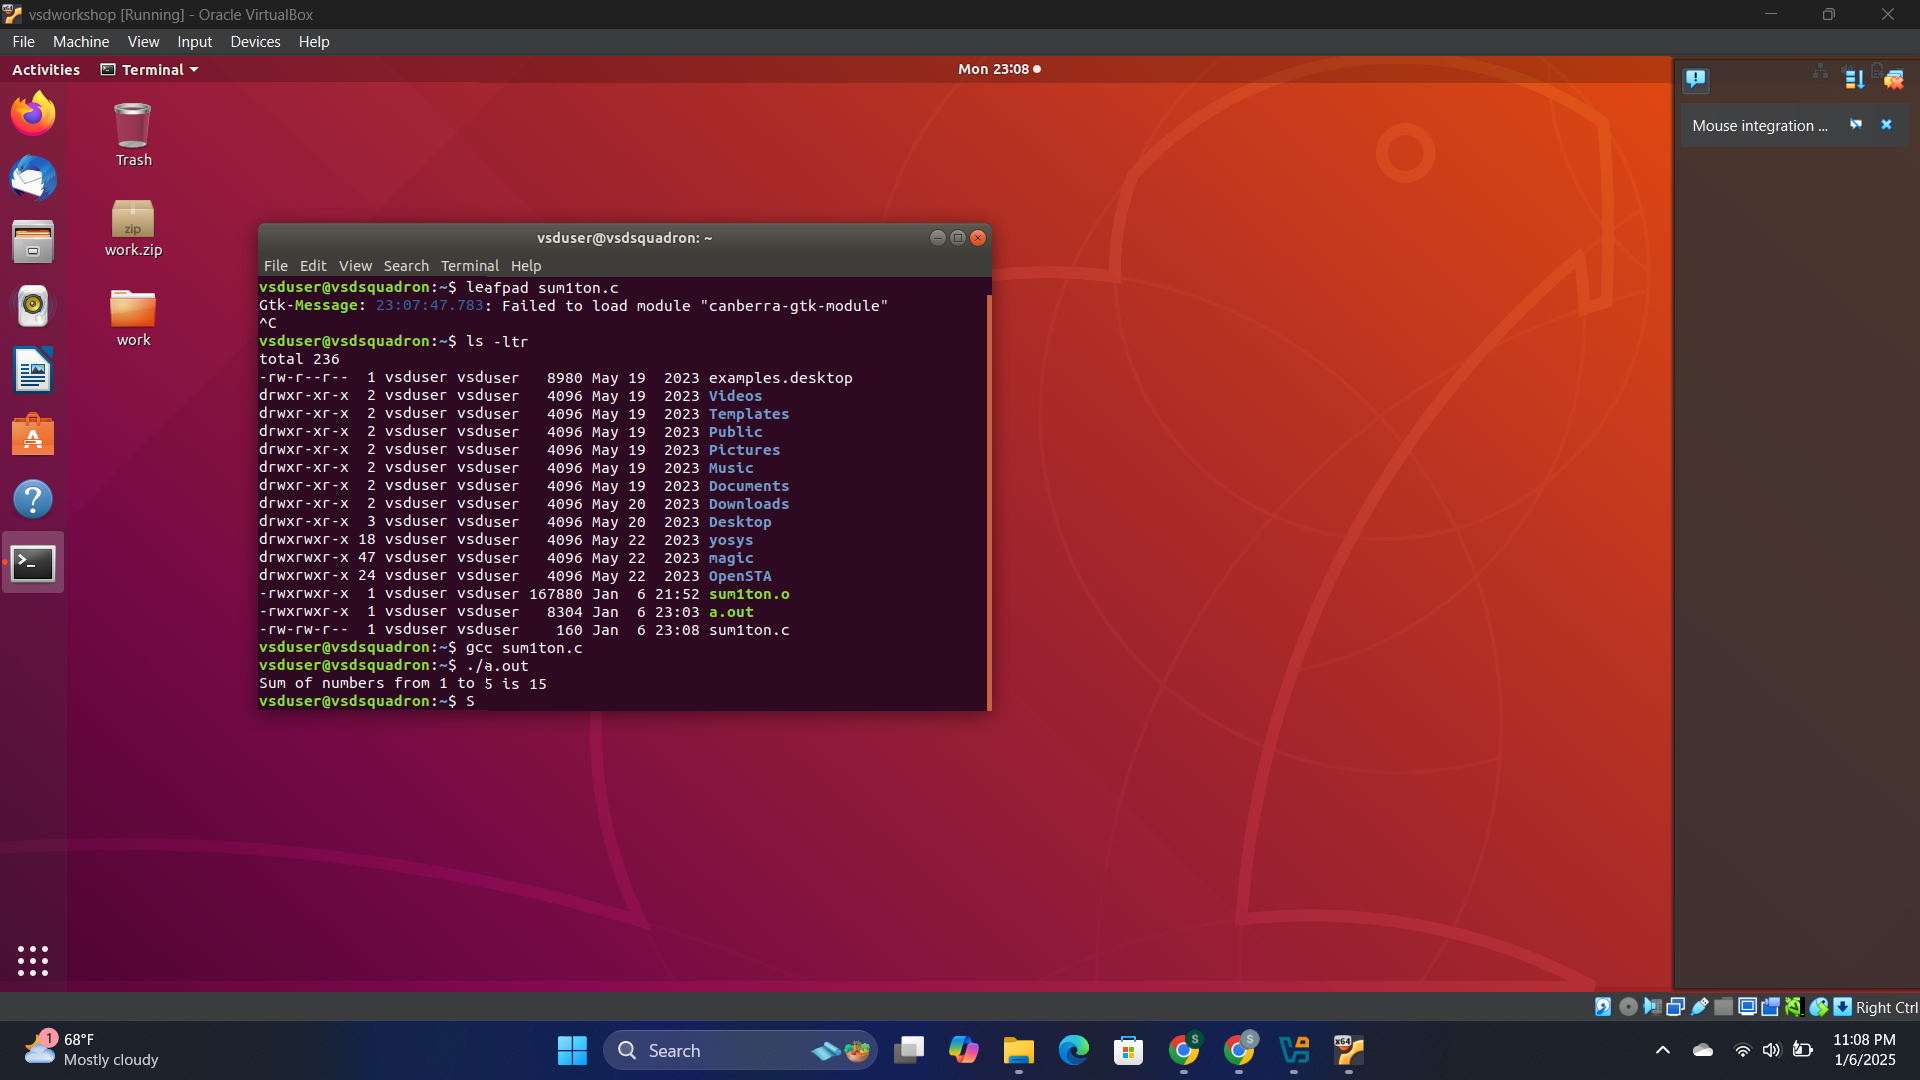 vsdworkshop [Running] - Oracle VirtualBox
File Machine View Input Devices Help
Activities Terminal Mon 23:08
Mouse integration ...
Trash
zip
work.zip
work
vsduser@vsdsquadron: ~
File Edit View Search Terminal Help
vsduser@vsdsquadron:~$ leafpad sum1ton.c
Gtk-Message: 23:07:47.783: Failed to load module "canberra-gtk-module"
^C
vsduser@vsdsquadron:~$ ls -ltr
total 236
-rw-r--r-- 1 vsduser vsduser 8980 May 19 2023 examples.desktop
drwxr-xr-x 2 vsduser vsduser 4096 May 19 2023 Videos
drwxr-xr-x 2 vsduser vsduser 4096 May 19 2023 Templates
drwxr-xr-x 2 vsduser vsduser 4096 May 19 2023 Public
drwxr-xr-x 2 vsduser vsduser 4096 May 19 2023 Pictures
drwxr-xr-x 2 vsduser vsduser 4096 May 19 2023 Music
drwxr-xr-x 2 vsduser vsduser 4096 May 19 2023 Documents
drwxr-xr-x 2 vsduser vsduser 4096 May 20 2023 Downloads
drwxr-xr-x 3 vsduser vsduser 4096 May 20 2023 Desktop
drwxrwxr-x 18 vsduser vsduser 4096 May 22 2023 yosys
drwxrwxr-x 47 vsduser vsduser 4096 May 22 2023 magic
drwxrwxr-x 24 vsduser vsduser 4096 May 22 2023 OpenSTA
-rwxrwxr-x 1 vsduser vsduser 167880 Jan 6 21:52 sum1ton.o
-rwxrwxr-x 1 vsduser vsduser 8304 Jan 6 23:03 a.out
-rw-rw-r-- 1 vsduser vsduser 160 Jan 6 23:08 sum1ton.c
vsduser@vsdsquadron:~$ gcc sum1ton.c
vsduser@vsdsquadron:~$ ./a.out
Sum of numbers from 1 to 5 is 15
vsduser@vsdsquadron:~$ S
Right Ctrl
1
68°F
Mostly cloudy
Search
S
S
x64
11:08 PM
1/6/2025